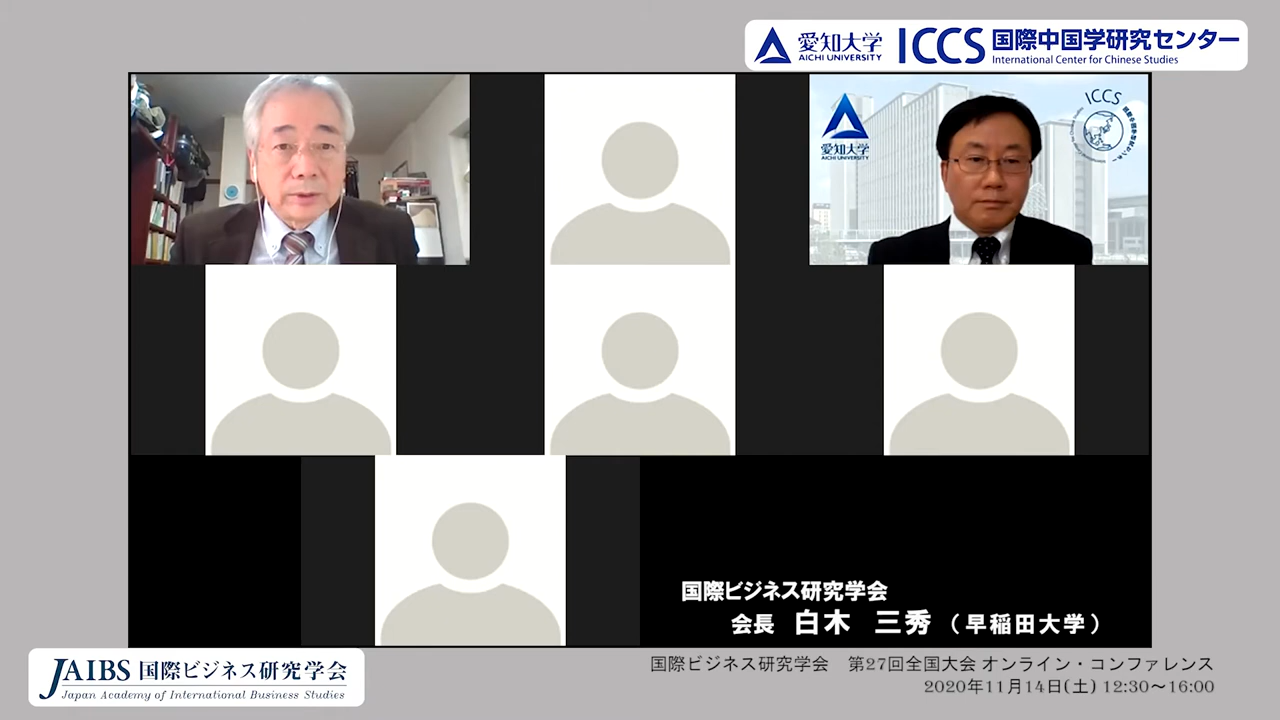 愛知大学
AICHI UNIVERSITY
ICCS 国際中国学研究センター
International Center for Chinese Studies
愛知大学
AICHI UNIVERSITY
ICCS
国際ビジネス研究学会
会長 白木 三秀（早稲田大学）
JAIBS 国際ビジネス研究学会
Japan Academy of International Business Studies
国際ビジネス研究学会 第27回全国大会 オンライン・コンファレンス
2020年11月14日(土) 12:30～16:00